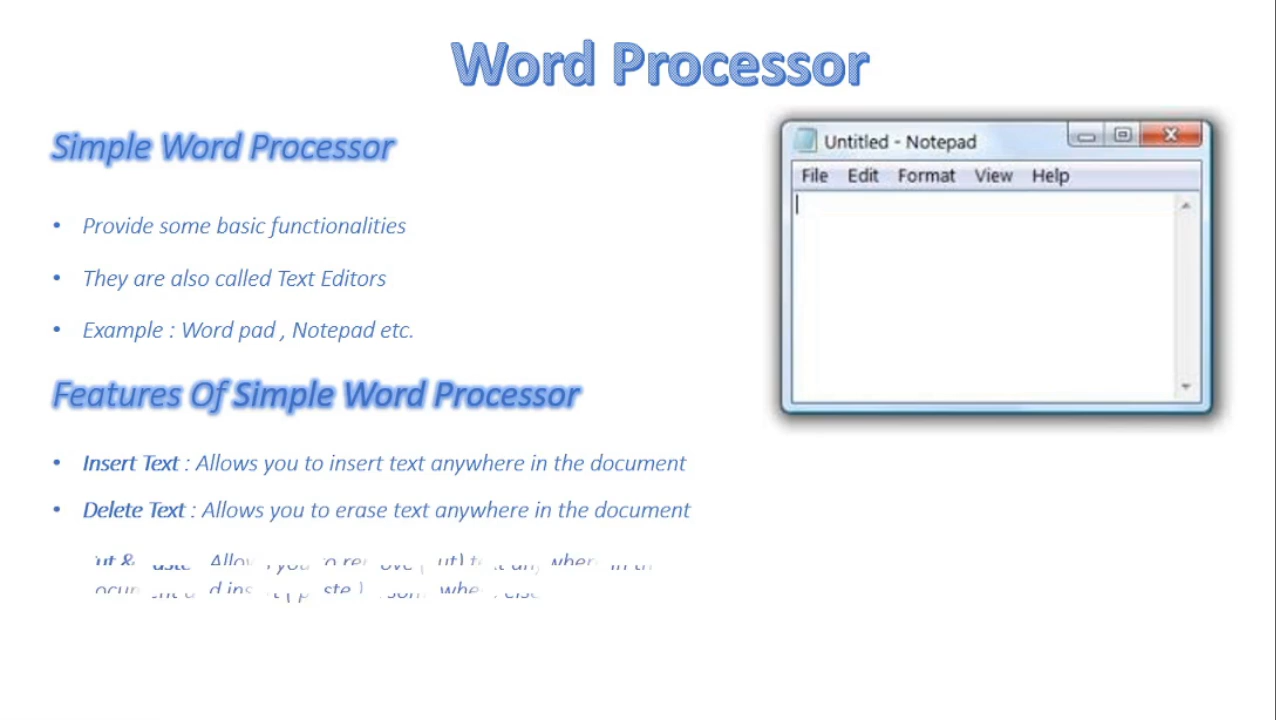 Word Processor
Simple Word Processor
• Provide some basic functionalities
• They are also called Text Editors
• Example : Word pad , Notepad etc.
Features Of Simple Word Processor
• Insert Text : Allows you to insert text anywhere in the document
• Delete Text : Allows you to erase text anywhere in the document
Untitled - Notepad
File Edit Format View Help